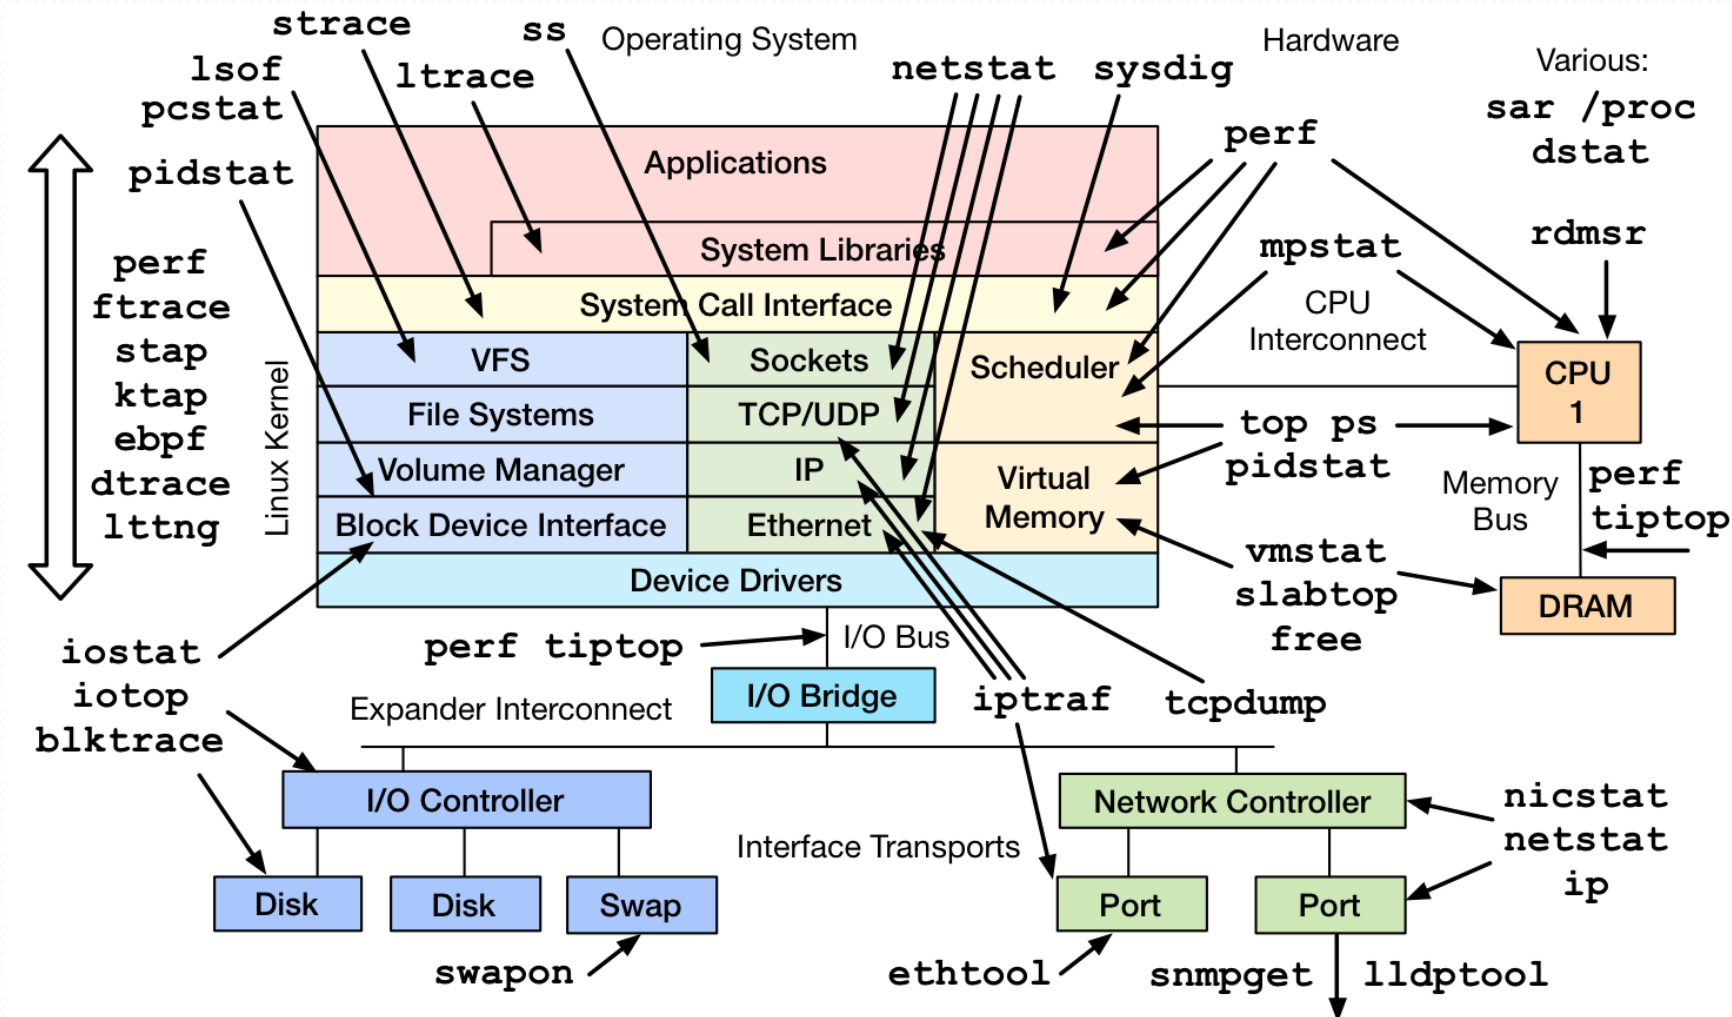 strace
ss
Operating System
Hardware
lsof
pcstat
ltrace
netstat
sysdig
Various:
sar /proc
dstat
perf
pidstat
Applications
System Libraries
System Call Interface
mpstat
rdmsr
CPU
Interconnect
perf
ftrace
stap
ktap
ebpf
dtrace
lttng
Linux Kernel
VFS
Sockets
Scheduler
File Systems
TCP/UDP
Volume Manager
IP
Virtual
Memory
Block Device Interface
Ethernet
Device Drivers
CPU
1
top ps
pidstat
Memory
Bus
perf
tiptop
vmstat
slabtop
free
DRAM
iostat
iotop
blktrace
perf tiptop
I/O Bus
I/O Bridge
iptraf
tcpdump
Expander Interconnect
I/O Controller
Network Controller
nicstat
netstat
ip
Interface Transports
Disk
Disk
Swap
Port
Port
swapon
ethtool
snmpget
lldptool